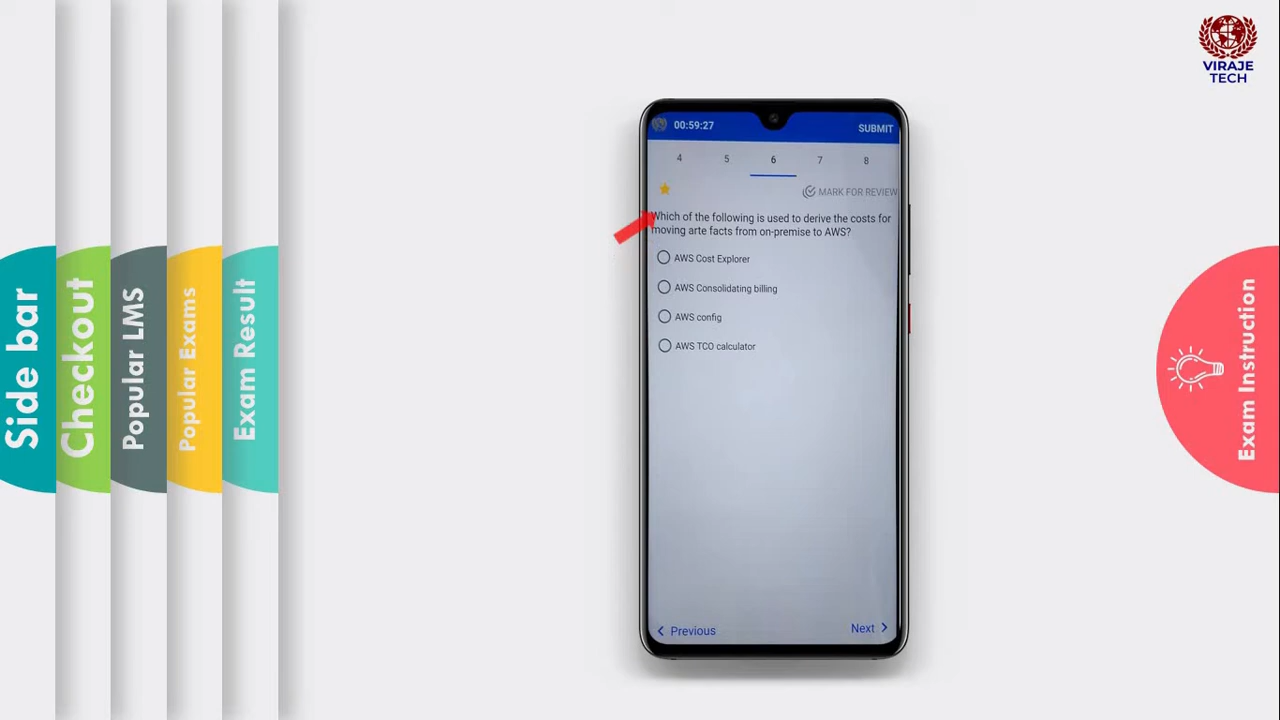 VIRAJE
TECH
Side bar
Checkout
Popular LMS
Popular Exams
Exam Result
00:59:27
SUBMIT
4
5
6
7
8
MARK FOR REVIEW
Which of the following is used to derive the costs for
moving arte facts from on-premise to AWS?
AWS Cost Explorer
AWS Consolidating billing
AWS config
AWS TCO calculator
Previous
Next
Exam Instruction